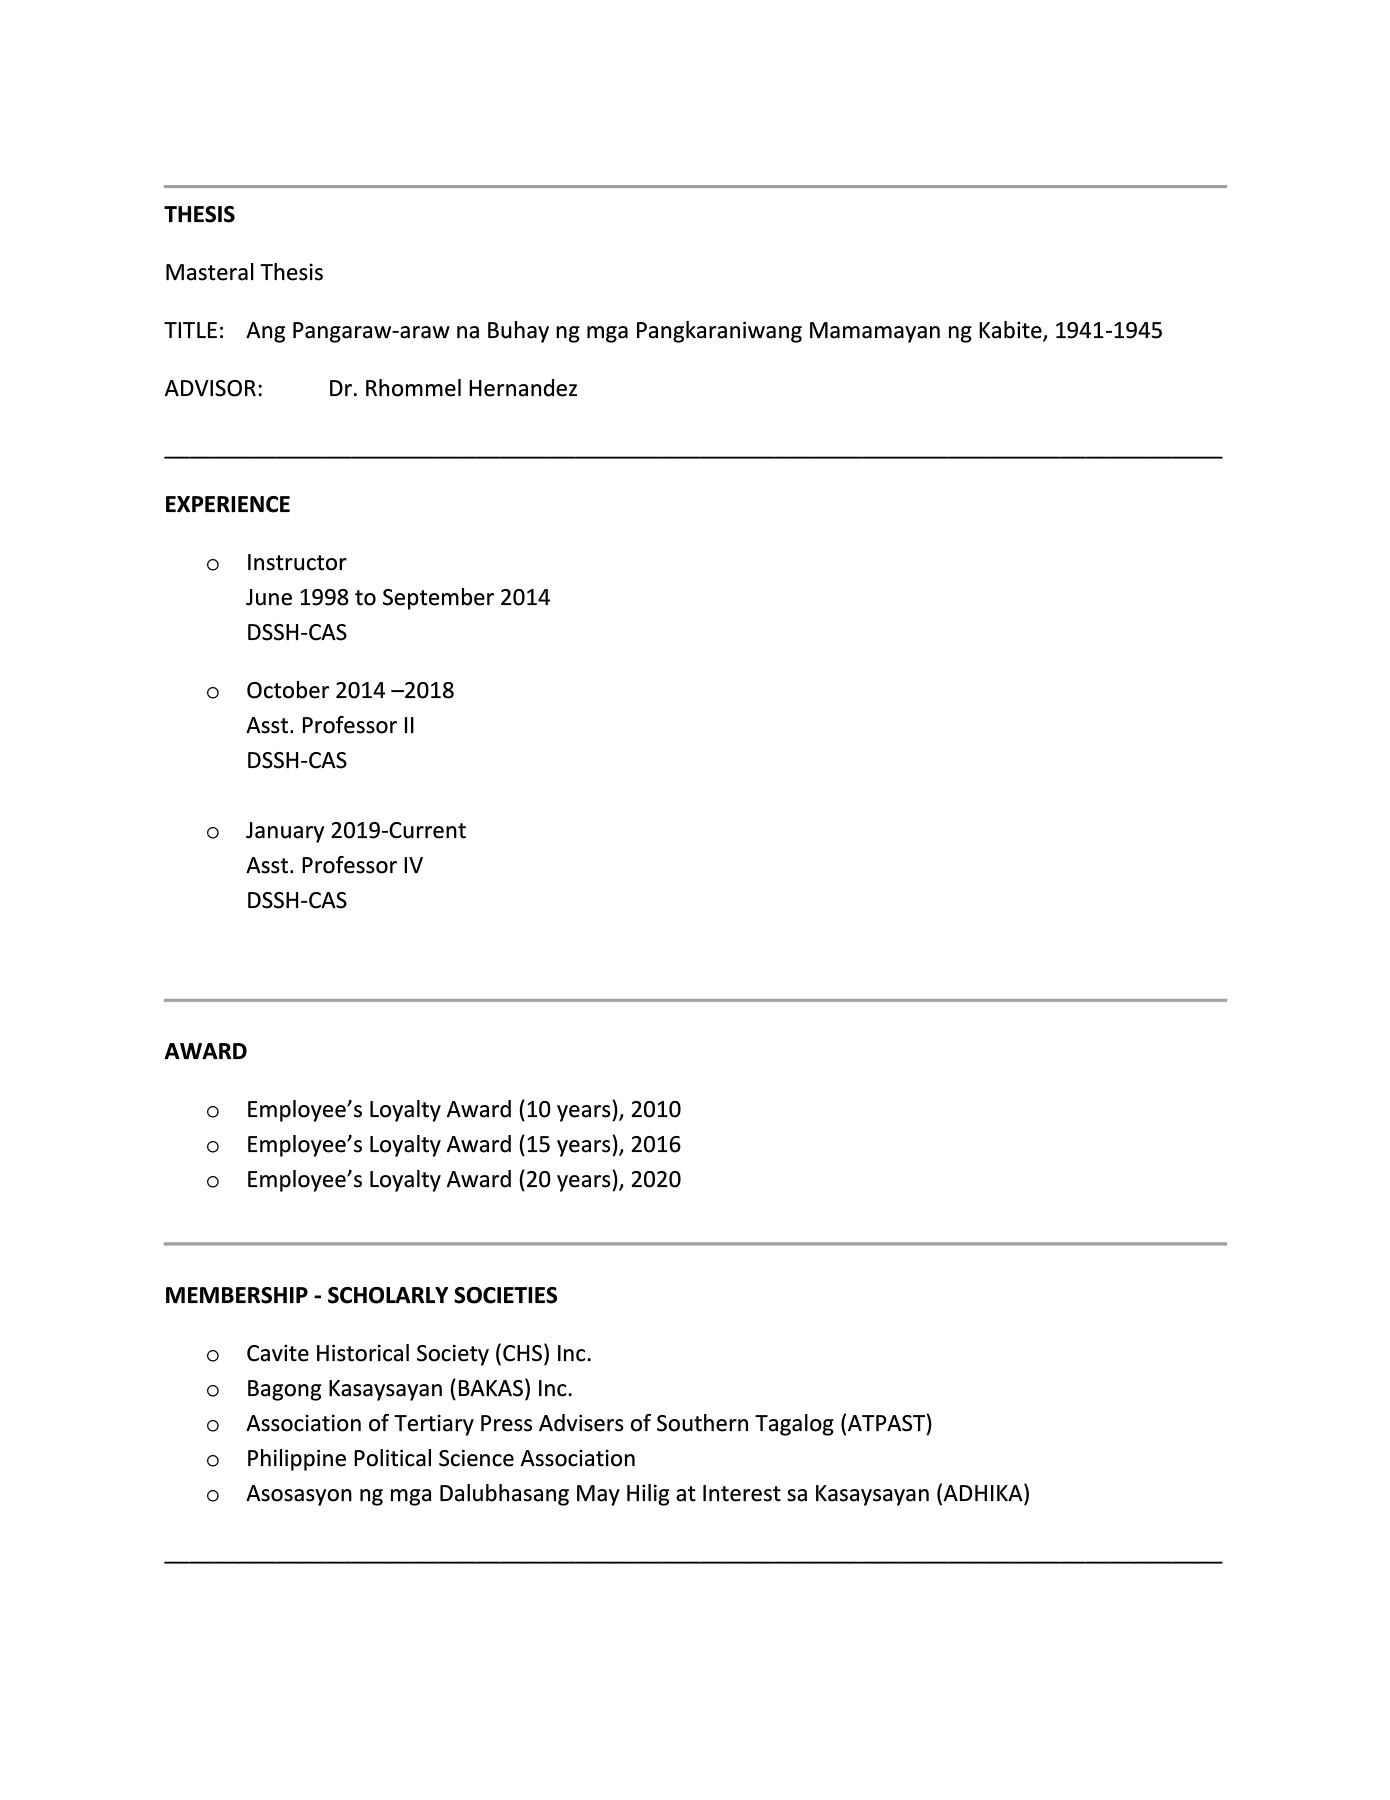 THESIS
Masteral Thesis
TITLE: Ang Pangaraw-araw na Buhay ng mga Pangkaraniwang Mamamayan ng Kabite, 1941-1945
ADVISOR: Dr. Rhommel Hernandez
EXPERIENCE
o Instructor
June 1998 to September 2014
DSSH-CAS
o October 2014 –2018
Asst. Professor II
DSSH-CAS
o January 2019-Current
Asst. Professor IV
DSSH-CAS
AWARD
o Employee’s Loyalty Award (10 years), 2010
o Employee’s Loyalty Award (15 years), 2016
o Employee’s Loyalty Award (20 years), 2020
MEMBERSHIP - SCHOLARLY SOCIETIES
o Cavite Historical Society (CHS) Inc.
o Bagong Kasaysayan (BAKAS) Inc.
o Association of Tertiary Press Advisers of Southern Tagalog (ATPAST)
o Philippine Political Science Association
o Asosasyon ng mga Dalubhasang May Hilig at Interest sa Kasaysayan (ADHIKA)